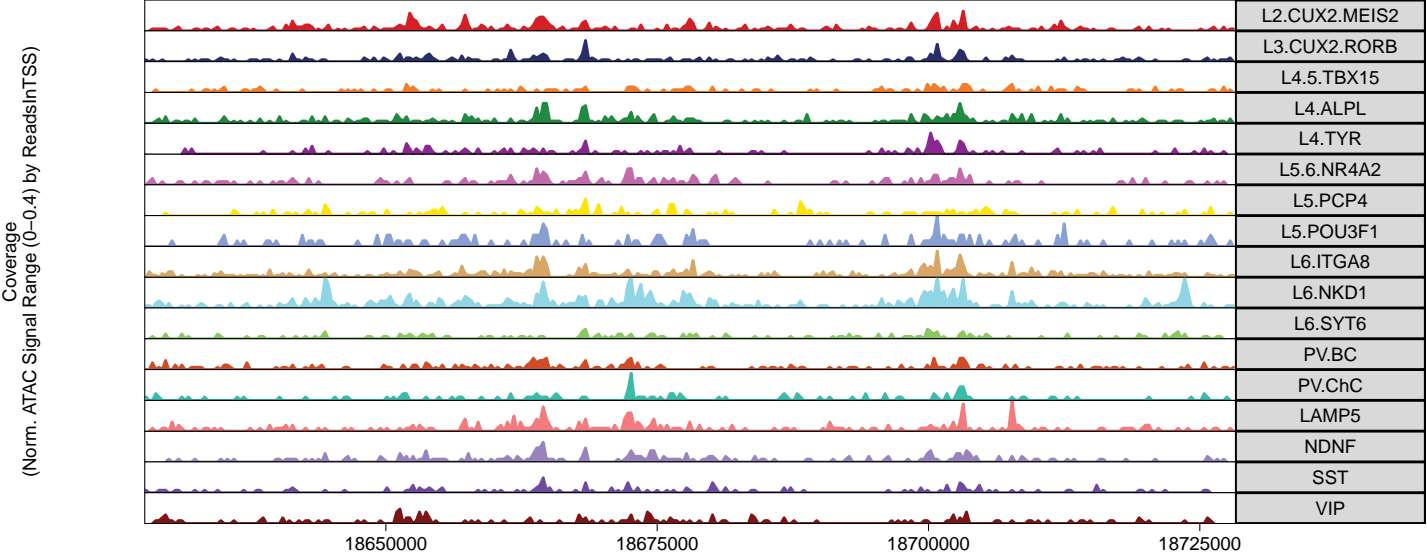 Coverage
(Norm. ATAC Signal Range (0–0.4) by ReadsInTSS)
L2.CUX2.MEIS2
L3.CUX2.RORB
L4.5.TBX15
L4.ALPL
L4.TYR
L5.6.NR4A2
L5.PCP4
L5.POU3F1
L6.ITGA8
L6.NKD1
L6.SYT6
PV.BC
PV.ChC
LAMP5
NDNF
SST
VIP
18650000 18675000 18700000 18725000